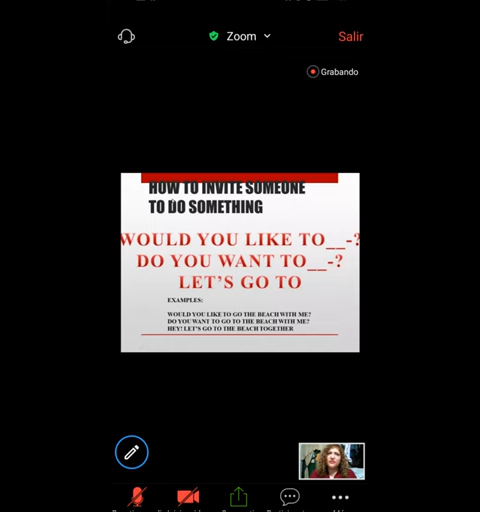 Zoom
Salir
Grabando
HOW TO INVITE SOMEONE
TO DO SOMETHING
WOULD YOU LIKE TO__-?
DO YOU WANT TO__-?
LET'S GO TO
EXAMPLES:
WOULD YOU LIKE TO GO THE BEACH WITH ME?
DO YOU WANT TO GO TO THE BEACH WITH ME?
HEY! LET'S GO TO THE BEACH TOGETHER